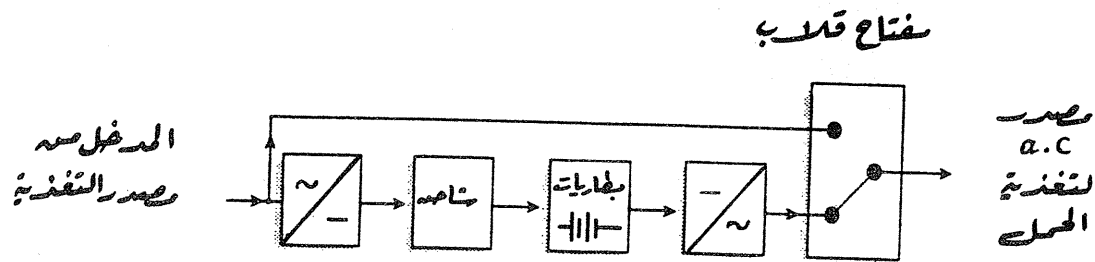 مفتاح قلاب
المدخل من
مصدر التغذية
شاحن
بطاريات
مصدر
a.c
لتغذية
الحمل